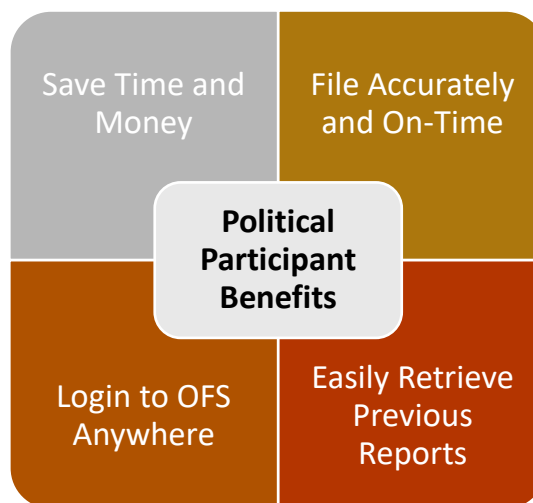 Save Time and
Money
File Accurately
and On-Time
Political
Participant
Benefits
Login to OFS
Anywhere
Easily Retrieve
Previous
Reports